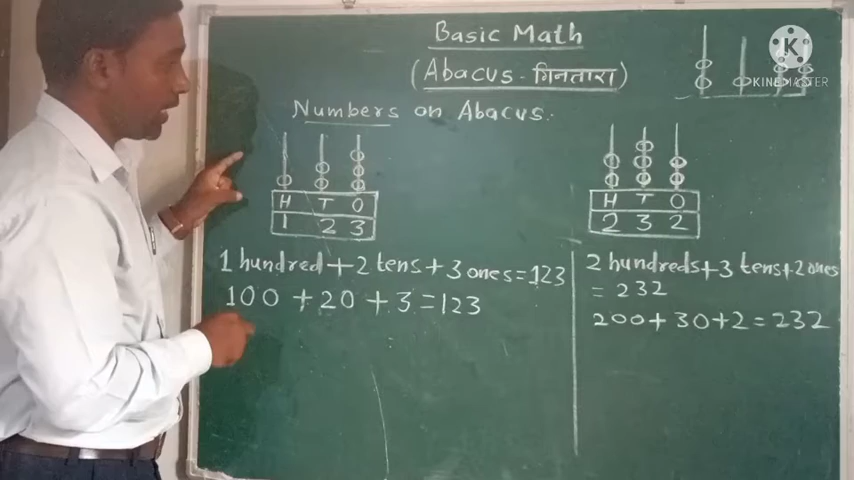 Basic Math
(Abacus - गिनतारा)
K
KINEMASTER
Numbers on Abacus.
H T O
1 2 3
1 hundred + 2 tens + 3 ones = 123
100 + 20 + 3 = 123
H T O
2 3 2
2 hundreds + 3 tens + 2 ones
= 232
200 + 30 + 2 = 232